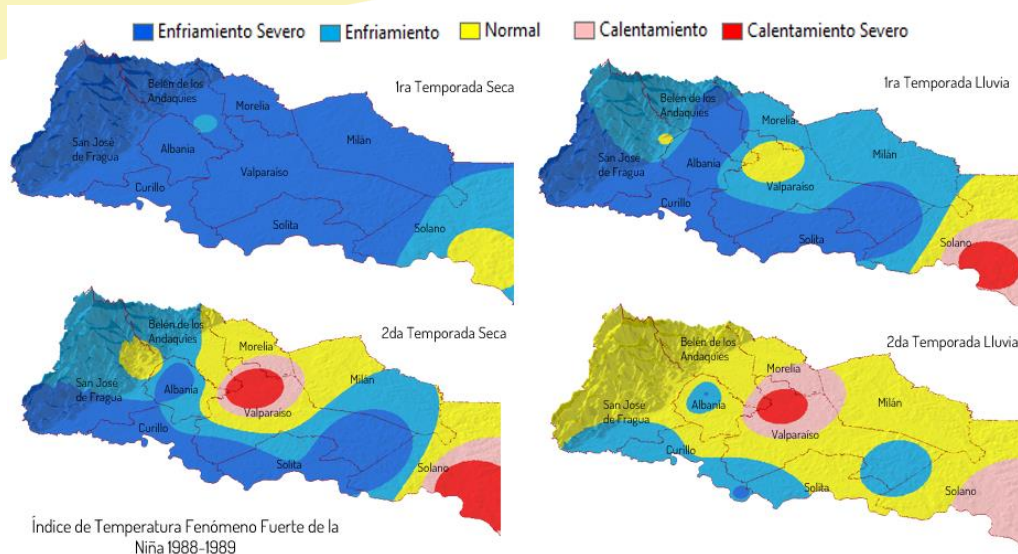 Enfriamiento Severo Enfriamiento Normal Calentamiento Calentamiento Severo
1ra Temporada Seca
Belén de los
Andaquíes
Morelia
San José
de Fragua
Albania
Milán
Valparaíso
Curillo
Solita
Solano
1ra Temporada Lluvia
Belén de los
Andaquíes
Morelia
San José
de Fragua
Albania
Milán
Valparaíso
Curillo
Solita
Solano
2da Temporada Seca
Belén de los
Andaquíes
Morelia
San José
de Fragua
Albania
Milán
Valparaíso
Curillo
Solita
Solano
2da Temporada Lluvia
Belén de los
Andaquíes
Morelia
San José
de Fragua
Albania
Milán
Valparaíso
Curillo
Solita
Solano
Índice de Temperatura Fenómeno Fuerte de la
Niña 1988-1989